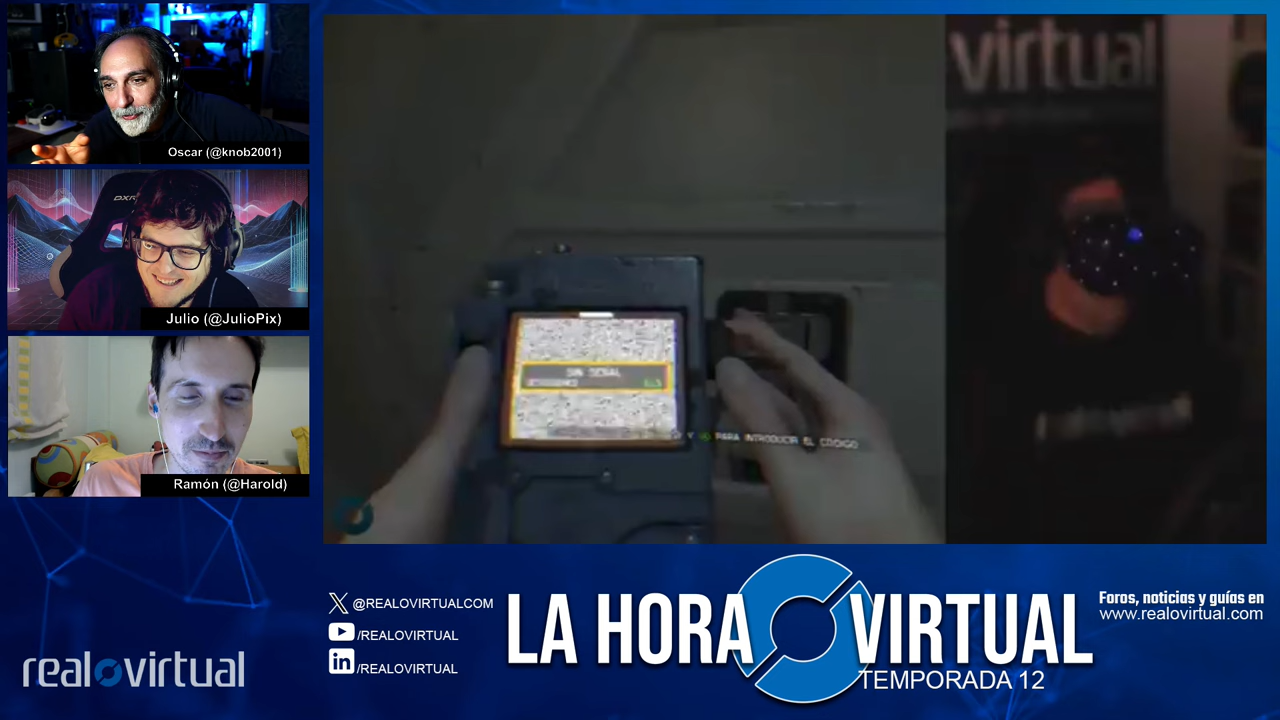 Oscar (@knob2001)
DXR
Julio (@JulioPix)
Ramón (@Harold)
virtual
SIN SEÑAL
PARA INTRODUCIR EL CÓDIGO
@REALOVIRTUALCOM
/REALOVIRTUAL
/REALOVIRTUAL
LA HORA VIRTUAL
TEMPORADA 12
Foros, noticias y guías en
www.realovirtual.com
realovirtual